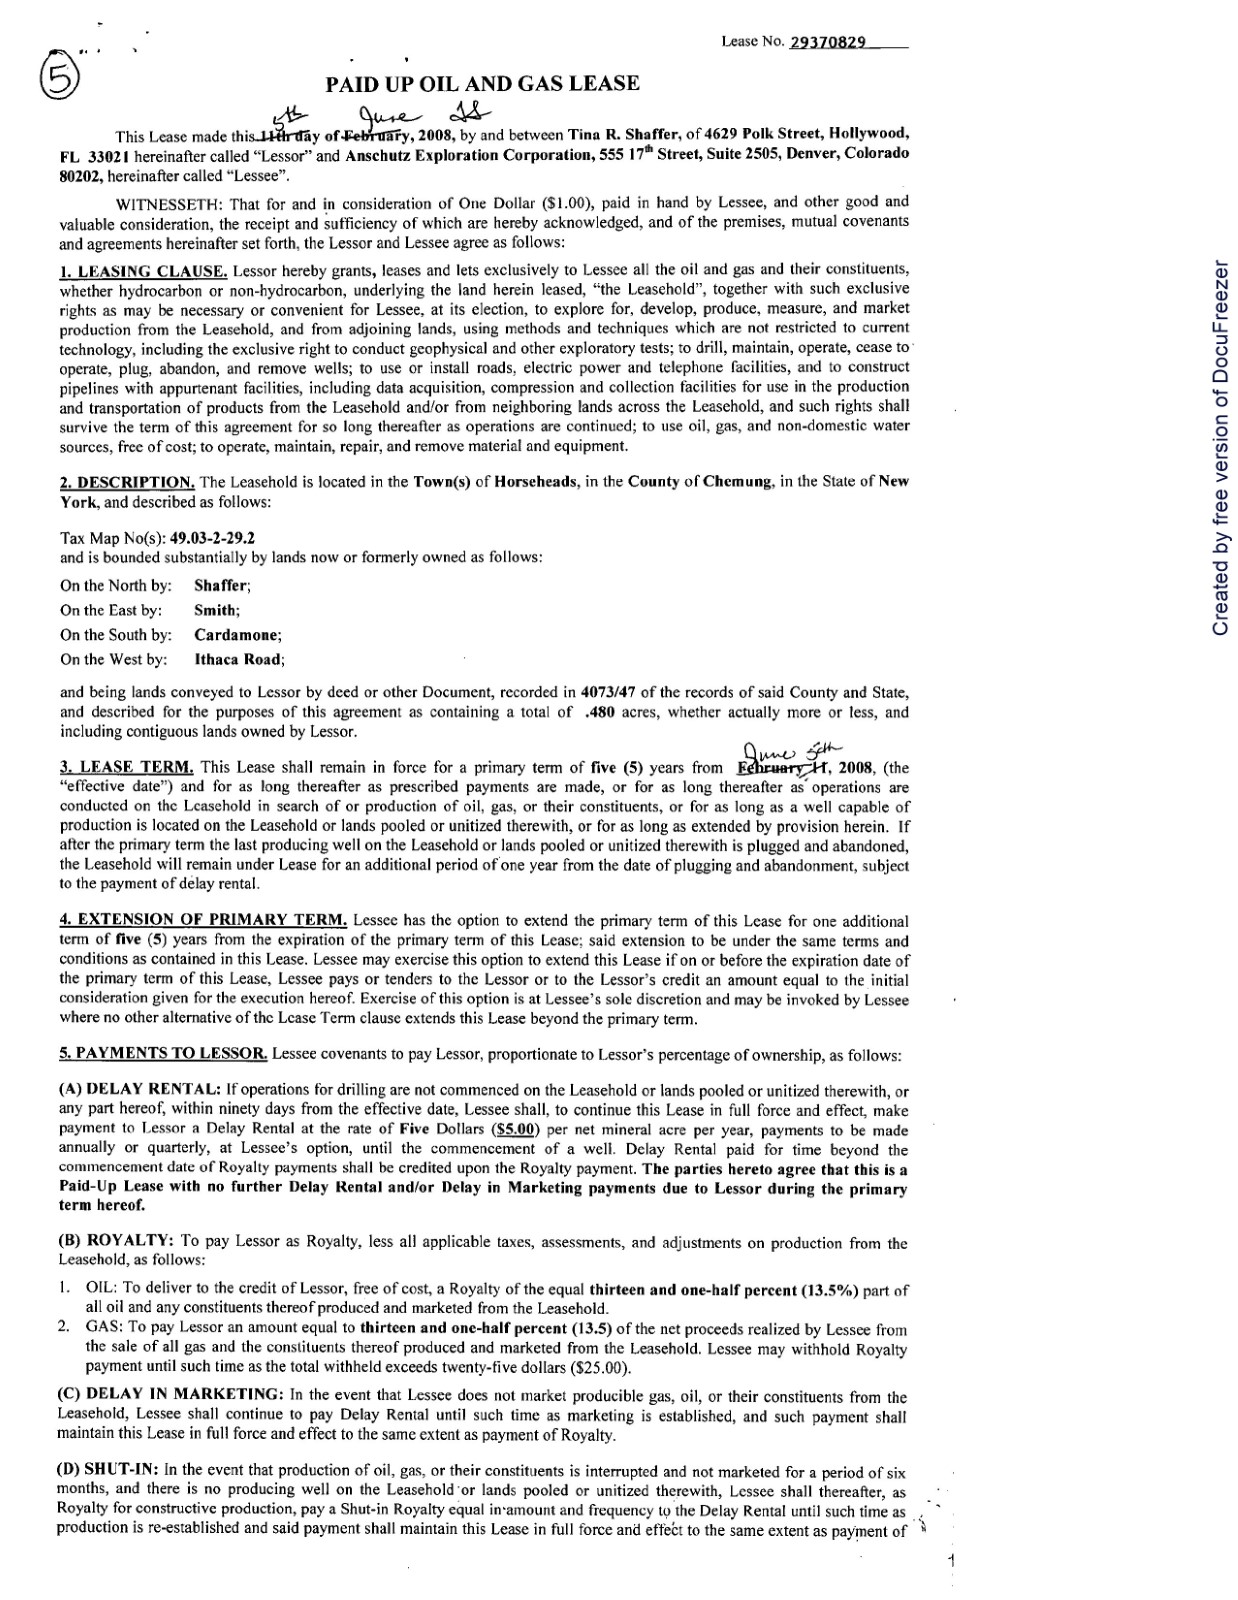 Lease No. 29370829
5
PAID UP OIL AND GAS LEASE
5th June
This Lease made this 11th day of February, 2008, by and between Tina R. Shaffer, of 4629 Polk Street, Hollywood,
FL 33021 hereinafter called "Lessor" and Anschutz Exploration Corporation, 555 17th Street, Suite 2505, Denver, Colorado
80202, hereinafter called "Lessee".
WITNESSETH: That for and in consideration of One Dollar ($1.00), paid in hand by Lessee, and other good and
valuable consideration, the receipt and sufficiency of which are hereby acknowledged, and of the premises, mutual covenants
and agreements hereinafter set forth, the Lessor and Lessee agree as follows:
1. LEASING CLAUSE. Lessor hereby grants, leases and lets exclusively to Lessee all the oil and gas and their constituents,
whether hydrocarbon or non-hydrocarbon, underlying the land herein leased, "the Leasehold", together with such exclusive
rights as may be necessary or convenient for Lessee, at its election, to explore for, develop, produce, measure, and market
production from the Leasehold, and from adjoining lands, using methods and techniques which are not restricted to current
technology, including the exclusive right to conduct geophysical and other exploratory tests; to drill, maintain, operate, cease to
operate, plug, abandon, and remove wells; to use or install roads, electric power and telephone facilities, and to construct
pipelines with appurtenant facilities, including data acquisition, compression and collection facilities for use in the production
and transportation of products from the Leasehold and/or from neighboring lands across the Leasehold, and such rights shall
survive the term of this agreement for so long thereafter as operations are continued; to use oil, gas, and non-domestic water
sources, free of cost; to operate, maintain, repair, and remove material and equipment.
2. DESCRIPTION. The Leasehold is located in the Town(s) of Horseheads, in the County of Chemung, in the State of New
York, and described as follows:
Tax Map No(s): 49.03-2-29.2
and is bounded substantially by lands now or formerly owned as follows:
On the North by: Shaffer;
On the East by: Smith;
On the South by: Cardamone;
On the West by: Ithaca Road;
and being lands conveyed to Lessor by deed or other Document, recorded in 4073/47 of the records of said County and State,
and described for the purposes of this agreement as containing a total of .480 acres, whether actually more or less, and
including contiguous lands owned by Lessor.
June 5th
3. LEASE TERM. This Lease shall remain in force for a primary term of five (5) years from February 11, 2008, (the
"effective date") and for as long thereafter as prescribed payments are made, or for as long thereafter as operations are
conducted on the Leasehold in search of or production of oil, gas, or their constituents, or for as long as a well capable of
production is located on the Leasehold or lands pooled or unitized therewith, or for as long as extended by provision herein. If
after the primary term the last producing well on the Leasehold or lands pooled or unitized therewith is plugged and abandoned,
the Leasehold will remain under Lease for an additional period of one year from the date of plugging and abandonment, subject
to the payment of delay rental.
4. EXTENSION OF PRIMARY TERM. Lessee has the option to extend the primary term of this Lease for one additional
term of five (5) years from the expiration of the primary term of this Lease; said extension to be under the same terms and
conditions as contained in this Lease. Lessee may exercise this option to extend this Lease if on or before the expiration date of
the primary term of this Lease, Lessee pays or tenders to the Lessor or to the Lessor's credit an amount equal to the initial
consideration given for the execution hereof. Exercise of this option is at Lessee's sole discretion and may be invoked by Lessee
where no other alternative of the Lease Term clause extends this Lease beyond the primary term.
5. PAYMENTS TO LESSOR. Lessee covenants to pay Lessor, proportionate to Lessor's percentage of ownership, as follows:
(A) DELAY RENTAL: If operations for drilling are not commenced on the Leasehold or lands pooled or unitized therewith, or
any part hereof, within ninety days from the effective date, Lessee shall, to continue this Lease in full force and effect, make
payment to Lessor a Delay Rental at the rate of Five Dollars ($5.00) per net mineral acre per year, payments to be made
annually or quarterly, at Lessee's option, until the commencement of a well. Delay Rental paid for time beyond the
commencement date of Royalty payments shall be credited upon the Royalty payment. The parties hereto agree that this is a
Paid-Up Lease with no further Delay Rental and/or Delay in Marketing payments due to Lessor during the primary
term hereof.
(B) ROYALTY: To pay Lessor as Royalty, less all applicable taxes, assessments, and adjustments on production from the
Leasehold, as follows:
1. OIL: To deliver to the credit of Lessor, free of cost, a Royalty of the equal thirteen and one-half percent (13.5%) part of
all oil and any constituents thereof produced and marketed from the Leasehold.
2. GAS: To pay Lessor an amount equal to thirteen and one-half percent (13.5) of the net proceeds realized by Lessee from
the sale of all gas and the constituents thereof produced and marketed from the Leasehold. Lessee may withhold Royalty
payment until such time as the total withheld exceeds twenty-five dollars ($25.00).
(C) DELAY IN MARKETING: In the event that Lessee does not market producible gas, oil, or their constituents from the
Leasehold, Lessee shall continue to pay Delay Rental until such time as marketing is established, and such payment shall
maintain this Lease in full force and effect to the same extent as payment of Royalty.
(D) SHUT-IN: In the event that production of oil, gas, or their constituents is interrupted and not marketed for a period of six
months, and there is no producing well on the Leasehold or lands pooled or unitized therewith, Lessee shall thereafter, as
Royalty for constructive production, pay a Shut-in Royalty equal in amount and frequency to the Delay Rental until such time as
production is re-established and said payment shall maintain this Lease in full force and effect to the same extent as payment of
1
Created by free version of DocuFreezer